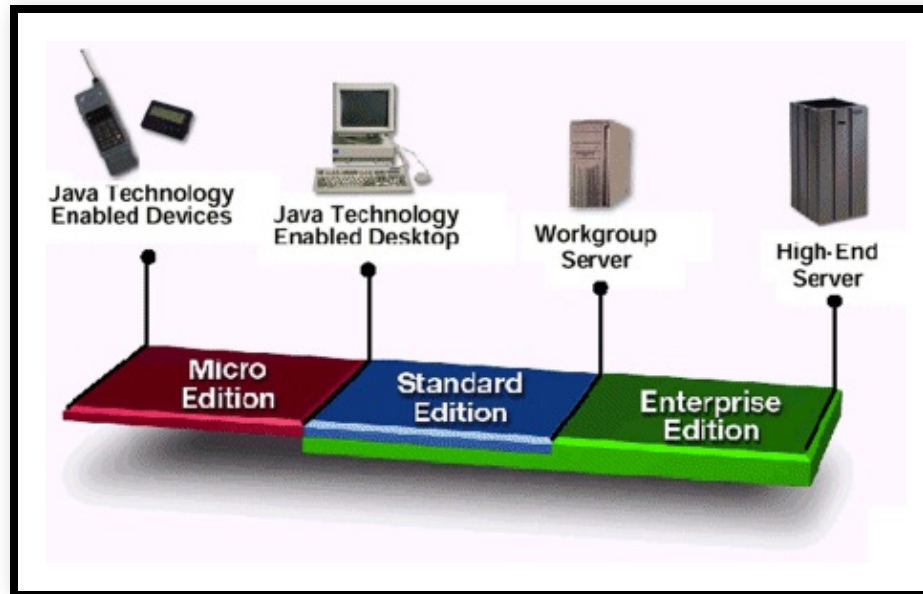 Java Technology
Enabled Devices
Java Technology
Enabled Desktop
Workgroup
Server
High-End
Server
Micro
Edition
Standard
Edition
Enterprise
Edition